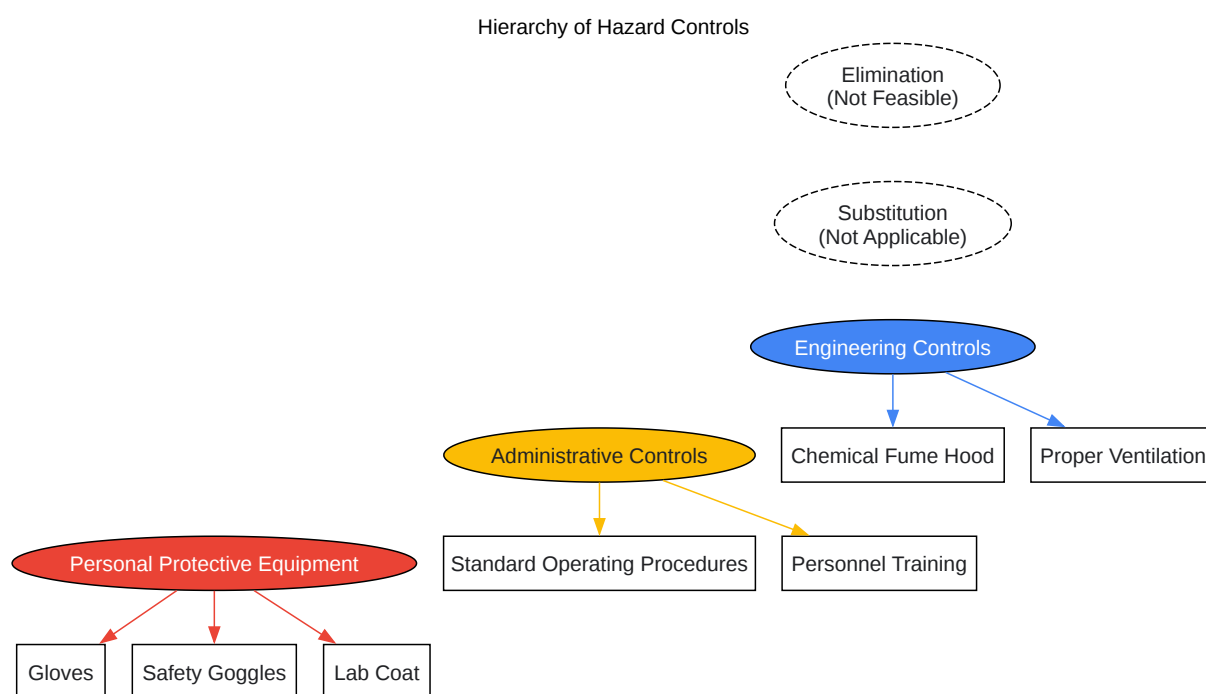 Hierarchy of Hazard Controls
Elimination
(Not Feasible)
Substitution
(Not Applicable)
Engineering Controls
Chemical Fume Hood
Proper Ventilation
Administrative Controls
Standard Operating Procedures
Personnel Training
Personal Protective Equipment
Gloves
Safety Goggles
Lab Coat